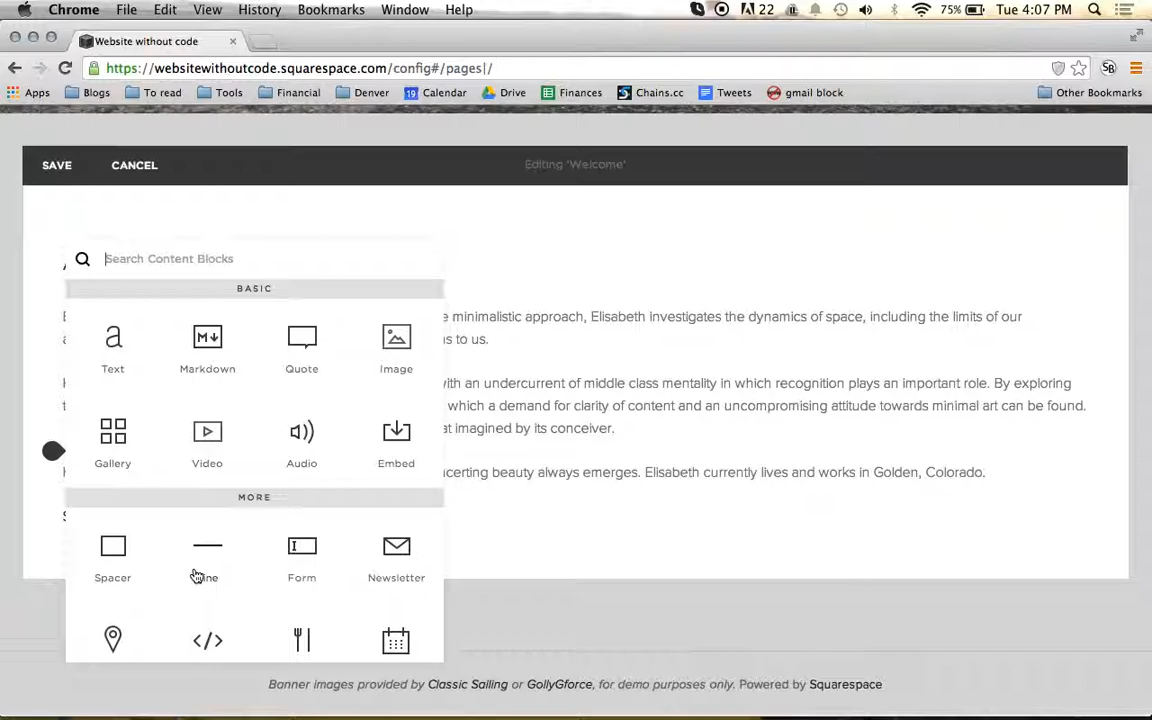 Chrome File Edit View History Bookmarks Window Help 22 75% Tue 4:07 PM
Website without code
https://websitewithoutcode.squarespace.com/config#/pages|/ SB
Apps Blogs To read Tools Financial Denver 19 Calendar Drive Finances Chains.cc Tweets gmail block Other Bookmarks
SAVE CANCEL Editing 'Welcome'
Search Content Blocks
BASIC
minimalistic approach, Elisabeth investigates the dynamics of space, including the limits of our
to us.
Text Markdown Quote Image
with an undercurrent of middle class mentality in which recognition plays an important role. By exploring
which a demand for clarity of content and an uncompromising attitude towards minimal art can be found.
imagined by its conceiver.
Gallery Video Audio Embed
beauty always emerges. Elisabeth currently lives and works in Golden, Colorado.
MORE
Spacer Line Form Newsletter
Banner images provided by Classic Sailing or GollyGforce, for demo purposes only. Powered by Squarespace